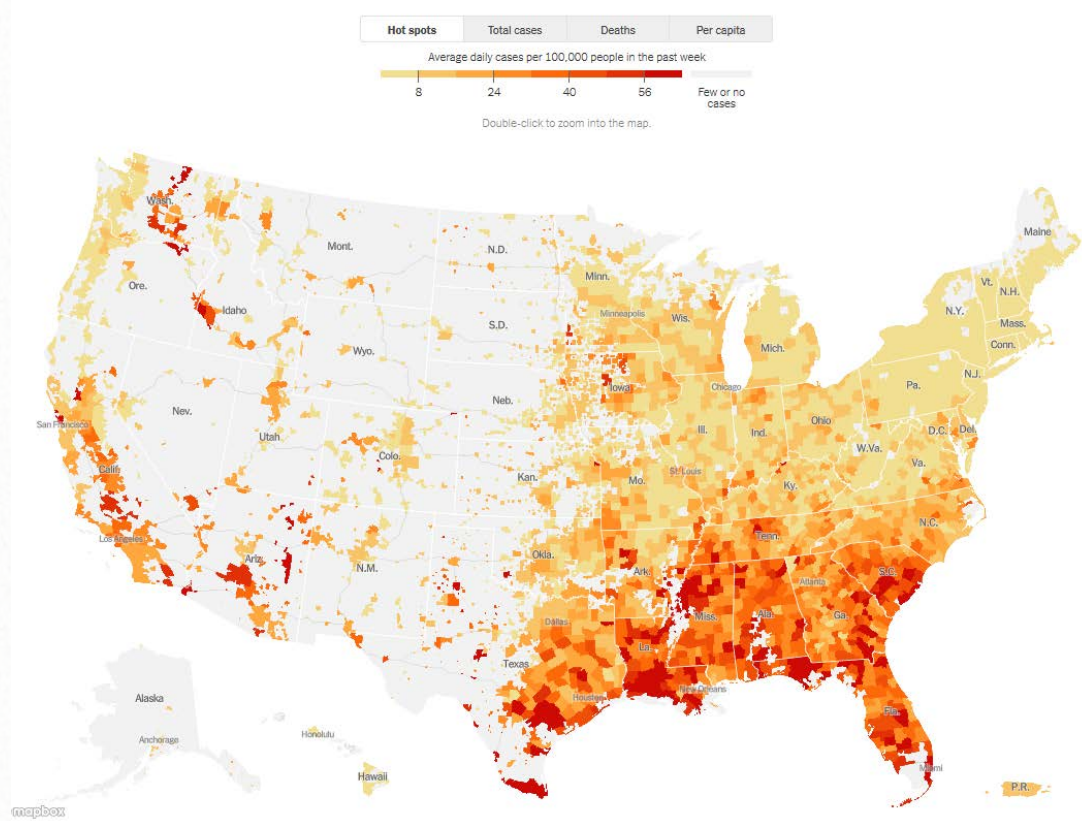 Hot spots
Total cases
Deaths
Per capita
Average daily cases per 100,000 people in the past week
8
24
40
56
Few or no
cases
Double-click to zoom into the map.
Wash.
Mont.
N.D.
Minn.
Maine
Ore.
Idaho
S.D.
Minneapolis
Wis.
Mich.
Vt.
N.H.
N.Y.
Mass.
Conn.
Wyo.
Iowa
Chicago
Pa.
N.J.
Nev.
Neb.
San Francisco
Utah
Colo.
Ill.
Ind.
Ohio
D.C.
Del.
W.Va.
Va.
Calif.
Kan.
Mo.
St. Louis
Ky.
Los Angeles
Ariz.
N.M.
Okla.
Ark.
Tenn.
N.C.
Atlanta
S.C.
Dallas
Miss.
Ala.
Ga.
La.
Texas
Houston
New Orleans
Fla.
Miami
Alaska
Anchorage
Honolulu
Hawaii
P.R.
mapbox